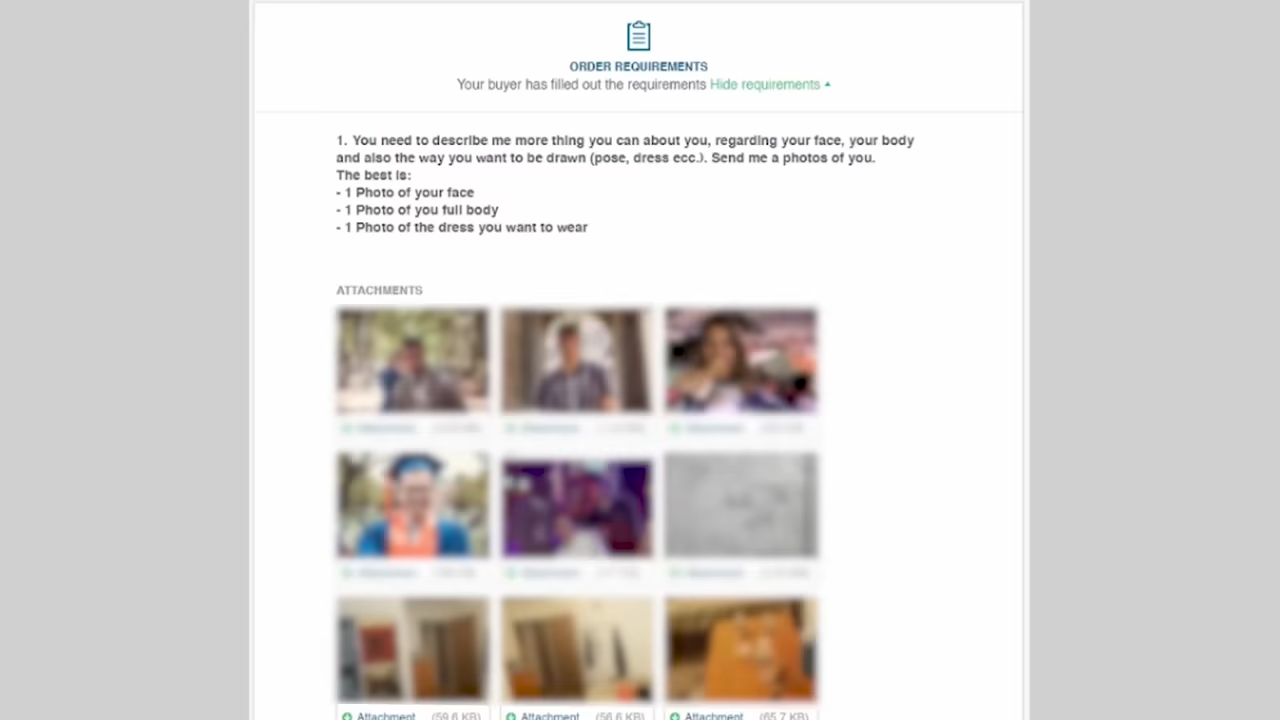 ORDER REQUIREMENTS
Your buyer has filled out the requirements Hide requirements
1. You need to describe me more thing you can about you, regarding your face, your body
and also the way you want to be drawn (pose, dress ecc.). Send me a photos of you.
The best is:
- 1 Photo of your face
- 1 Photo of you full body
- 1 Photo of the dress you want to wear
ATTACHMENTS
Attachment (59.6 KB) Attachment (56.6 KB) Attachment (65.7 KB)